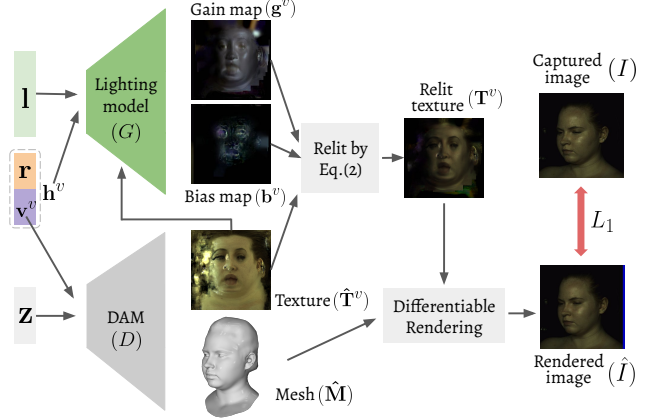 Gain map (g^v)
l
Lighting
model
(G)
Captured
image (I)
Relit
texture (T^v)
Relit by
Eq.(2)
r
v^v
h^v
Bias map (b^v)
L_1
z
DAM
(D)
Texture (T̂^v)
Differentiable
Rendering
Mesh (M̂)
Rendered
image (Î)